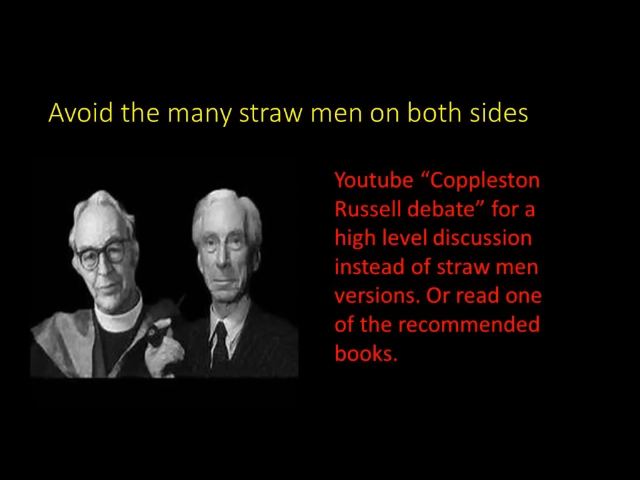 Avoid the many straw men on both sides
Youtube “Coppleston
Russell debate” for a
high level discussion
instead of straw men
versions. Or read one
of the recommended
books.